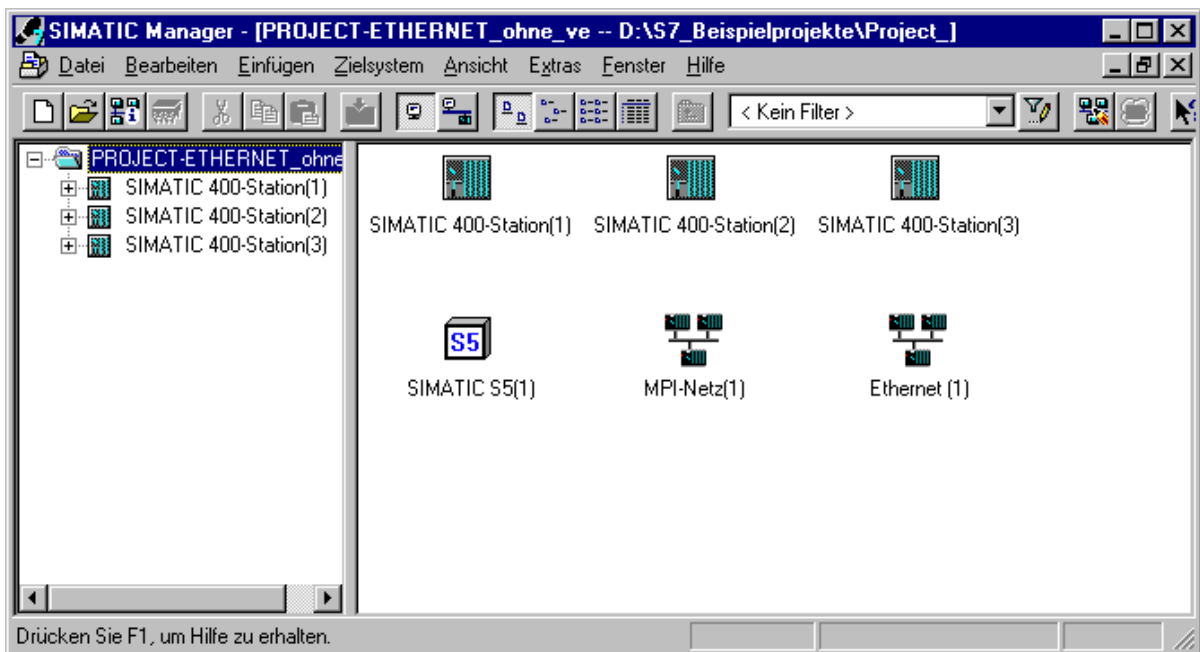 SIMATIC Manager - [PROJECT-ETHERNET_ohne_ve -- D:\S7_Beispielprojekte\Project_]
Datei Bearbeiten Einfügen Zielsystem Ansicht Extras Fenster Hilfe
< Kein Filter >
PROJECT-ETHERNET_ohne
SIMATIC 400-Station(1)
SIMATIC 400-Station(2)
SIMATIC 400-Station(3)
SIMATIC 400-Station(1) SIMATIC 400-Station(2) SIMATIC 400-Station(3)
S5
SIMATIC S5(1) MPI-Netz(1) Ethernet (1)
Drücken Sie F1, um Hilfe zu erhalten.